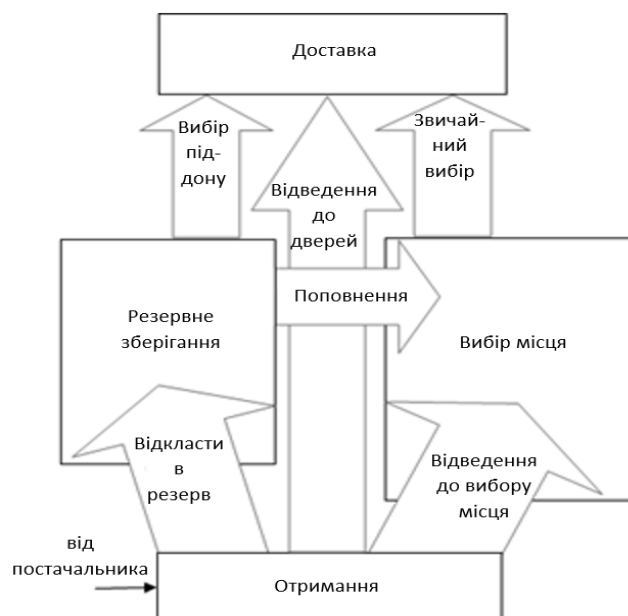 Доставка
Вибір
під-
дону
Звичай-
ний
вибір
Відведення
до
дверей
Поповнення
Резервне
зберігання
Вибір місця
Відкласти
в
резерв
Відведення
до вибору
місця
від
постачальника
Отримання